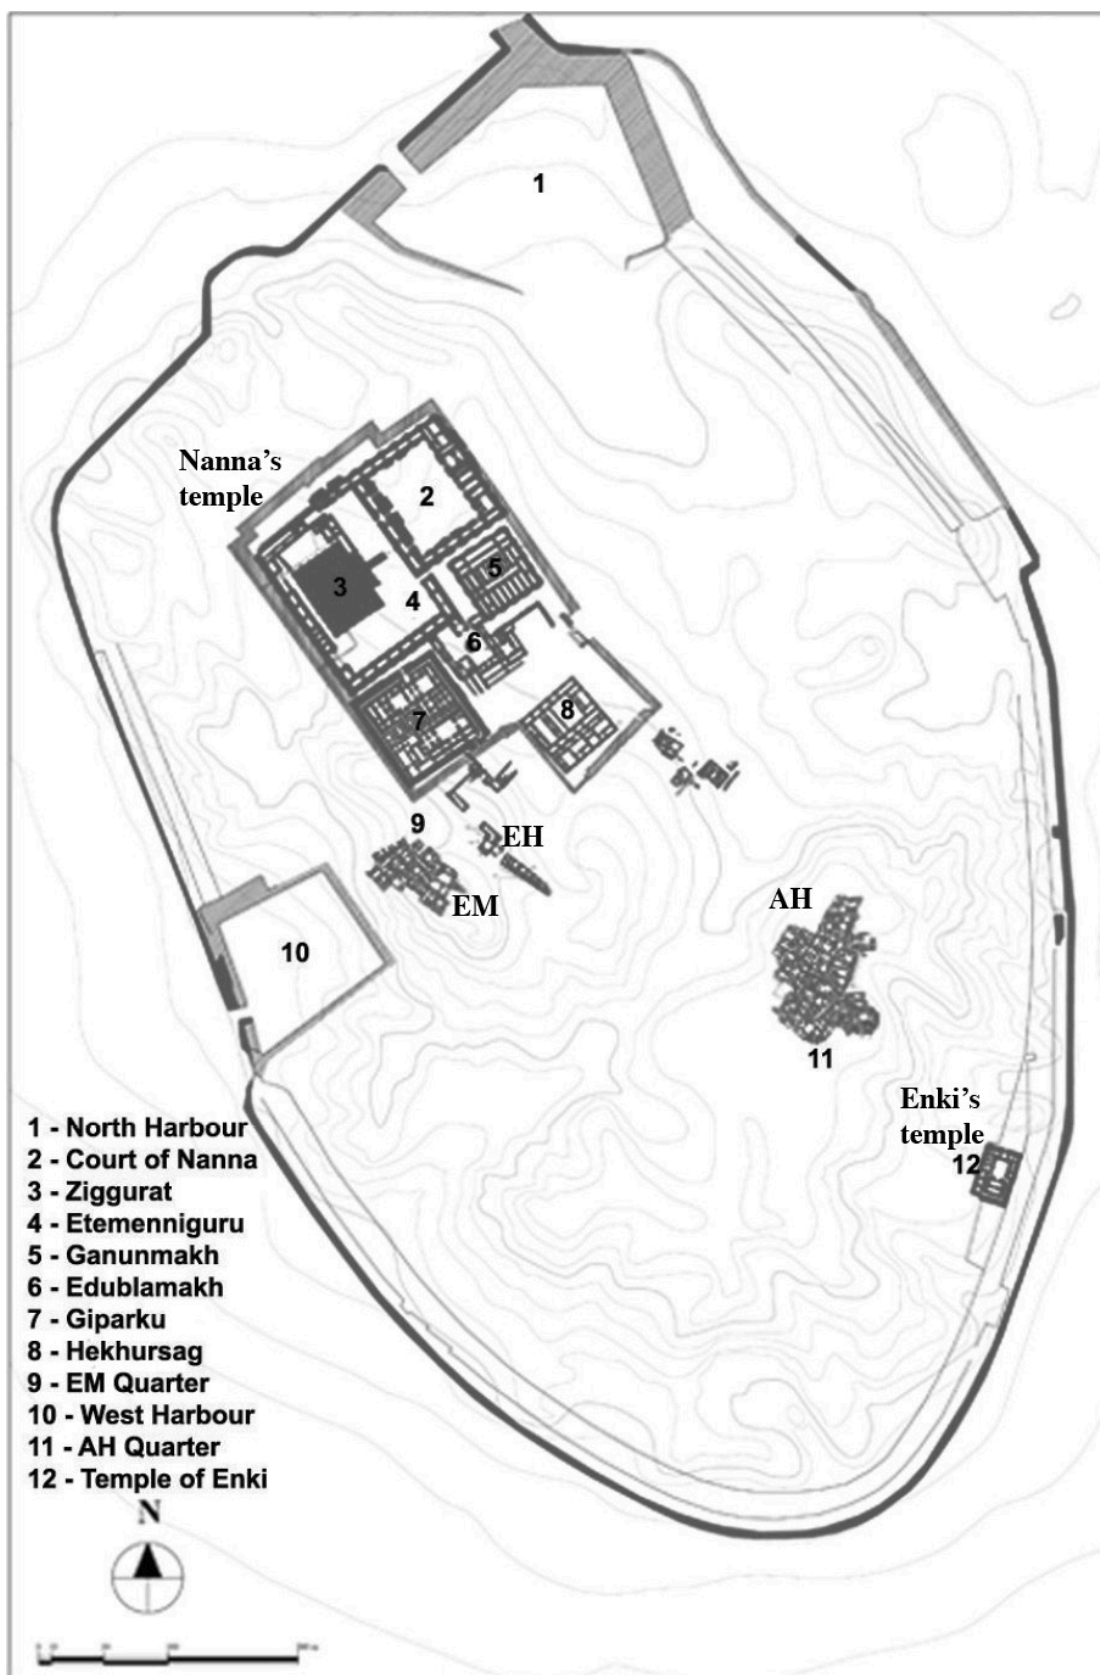 1
Nanna's
temple
2
3
4
5
6
7
8
9
EH
EM
AH
10
11
Enki's
temple
12
1 - North Harbour
2 - Court of Nanna
3 - Ziggurat
4 - Etemenniguru
5 - Ganunmakh
6 - Edublamakh
7 - Giparku
8 - Hekhursag
9 - EM Quarter
10 - West Harbour
11 - AH Quarter
12 - Temple of Enki
N